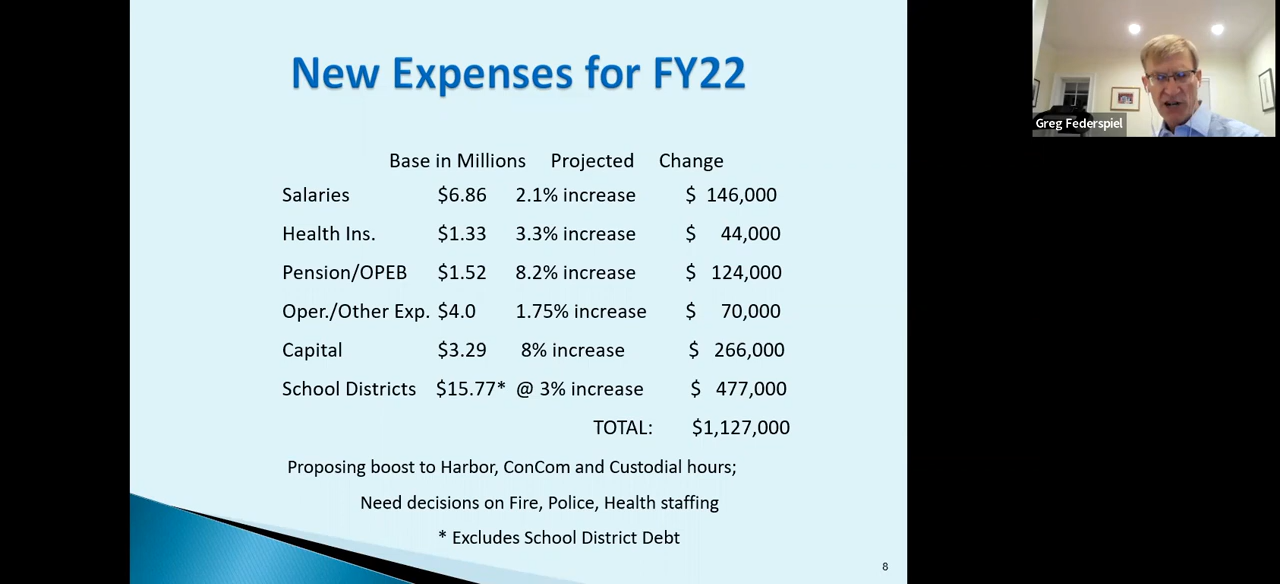 New Expenses for FY22
Greg Federspiel
Base in Millions Projected Change
Salaries $6.86 2.1% increase $ 146,000
Health Ins. $1.33 3.3% increase $ 44,000
Pension/OPEB $1.52 8.2% increase $ 124,000
Oper./Other Exp. $4.0 1.75% increase $ 70,000
Capital $3.29 8% increase $ 266,000
School Districts $15.77* @ 3% increase $ 477,000
TOTAL: $1,127,000
Proposing boost to Harbor, ConCom and Custodial hours;
Need decisions on Fire, Police, Health staffing
* Excludes School District Debt
8